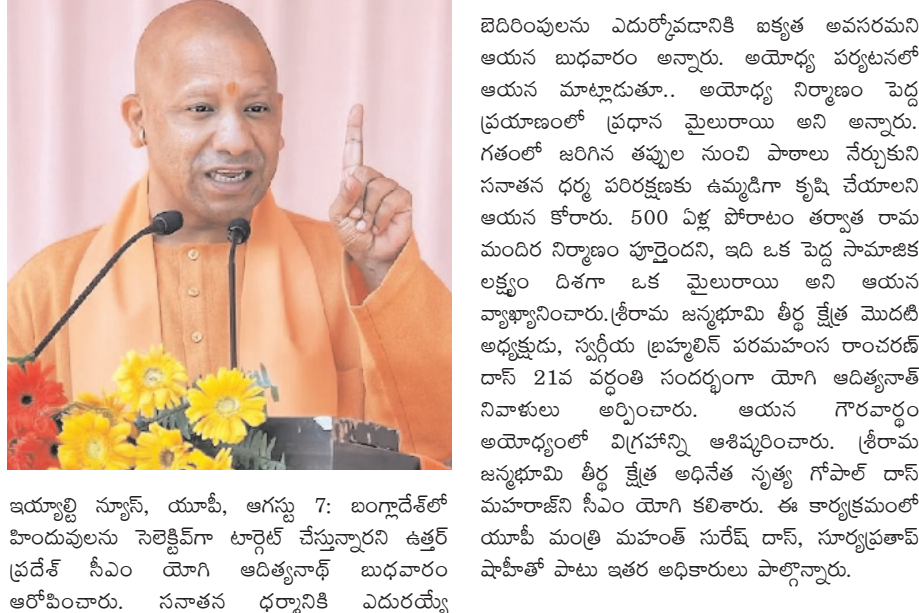 ఇయ్యాల్టి న్యూస్, యూపీ, ఆగస్టు 7: బంగ్లాదేశ్‌లో
హిందువులను సెలెక్టివ్‌గా టార్గెట్ చేస్తున్నారని ఉత్తర్
ప్రదేశ్ సీఎం యోగి ఆదిత్యనాథ్ బుధవారం
ఆరోపించారు. సనాతన ధర్మానికి ఎదురయ్యే
బెదిరింపులను ఎదుర్కోవడానికి ఐక్యత అవసరమని
ఆయన బుధవారం అన్నారు. అయోధ్య పర్యటనలో
ఆయన మాట్లాడుతూ.. అయోధ్య నిర్మాణం పెద్ద
ప్రయాణంలో ప్రధాన మైలురాయి అని అన్నారు.
గతంలో జరిగిన తప్పుల నుంచి పాఠాలు నేర్చుకుని
సనాతన ధర్మ పరిరక్షణకు ఉమ్మడిగా కృషి చేయాలని
ఆయన కోరారు. 500 ఏళ్ల పోరాటం తర్వాత రామ
మందిర నిర్మాణం పూర్తైందని, ఇది ఒక పెద్ద సామాజిక
లక్ష్యం దిశగా ఒక మైలురాయి అని ఆయన
వ్యాఖ్యానించారు.శ్రీరామ జన్మభూమి తీర్థ క్షేత్ర మొదటి
అధ్యక్షుడు, స్వర్గీయ బ్రహ్మలిన్ పరమహంస రాంచరణ్
దాస్ 21వ వర్ధంతి సందర్భంగా యోగి ఆదిత్యనాత్
నివాళులు అర్పించారు. ఆయన గౌరవార్థం
అయోధ్యంలో విగ్రహాన్ని ఆశిష్కరించారు. శ్రీరామ
జన్మభూమి తీర్థ క్షేత్ర అధినేత నృత్య గోపాల్ దాస్
మహరాజ్‌ని సీఎం యోగి కలిశారు. ఈ కార్యక్రమంలో
యూపీ మంత్రి మహంత్ సురేష్ దాస్, సూర్యప్రతాప్
షాహీతో పాటు ఇతర అధికారులు పాల్గొన్నారు.